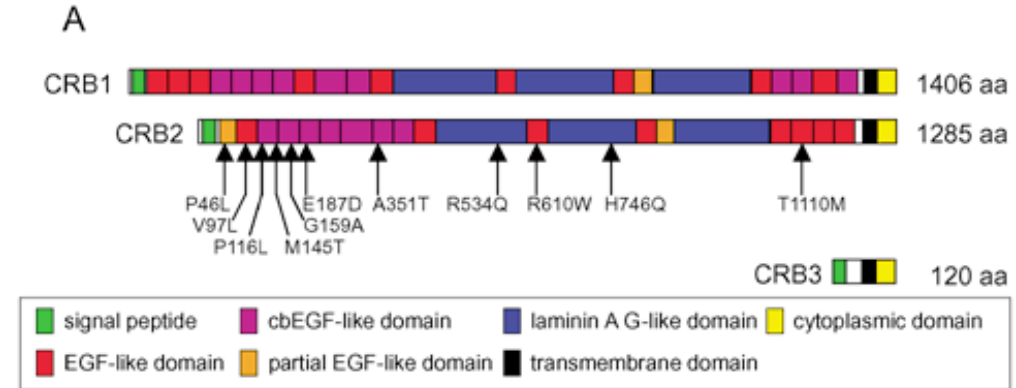 A
CRB1 1406 aa
CRB2 1285 aa
P46L E187D A351T R534Q R610W H746Q T1110M
V97L G159A
P116L M145T
CRB3 120 aa
signal peptide cbEGF-like domain laminin A G-like domain cytoplasmic domain
EGF-like domain partial EGF-like domain transmembrane domain